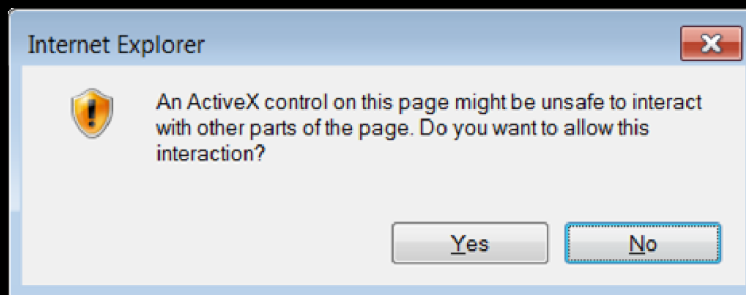 Internet Explorer
An ActiveX control on this page might be unsafe to interact
with other parts of the page. Do you want to allow this
interaction?
Yes
No